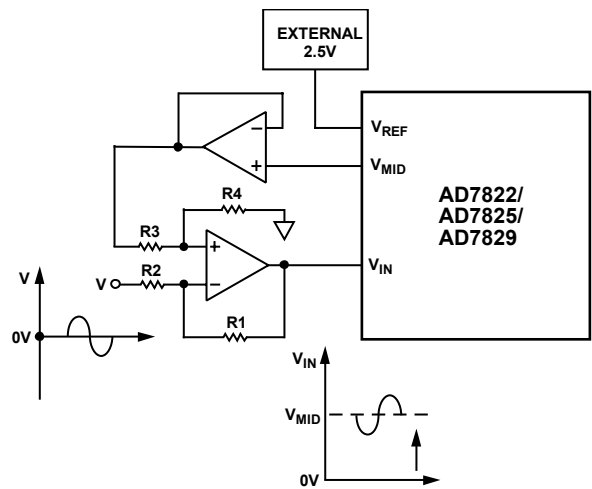 EXTERNAL
2.5V
VREF
VMID
AD7822/
AD7825/
AD7829
R4
R3
R2
V
VIN
R1
V
0V
VIN
VMID
0V
+
−
+
−